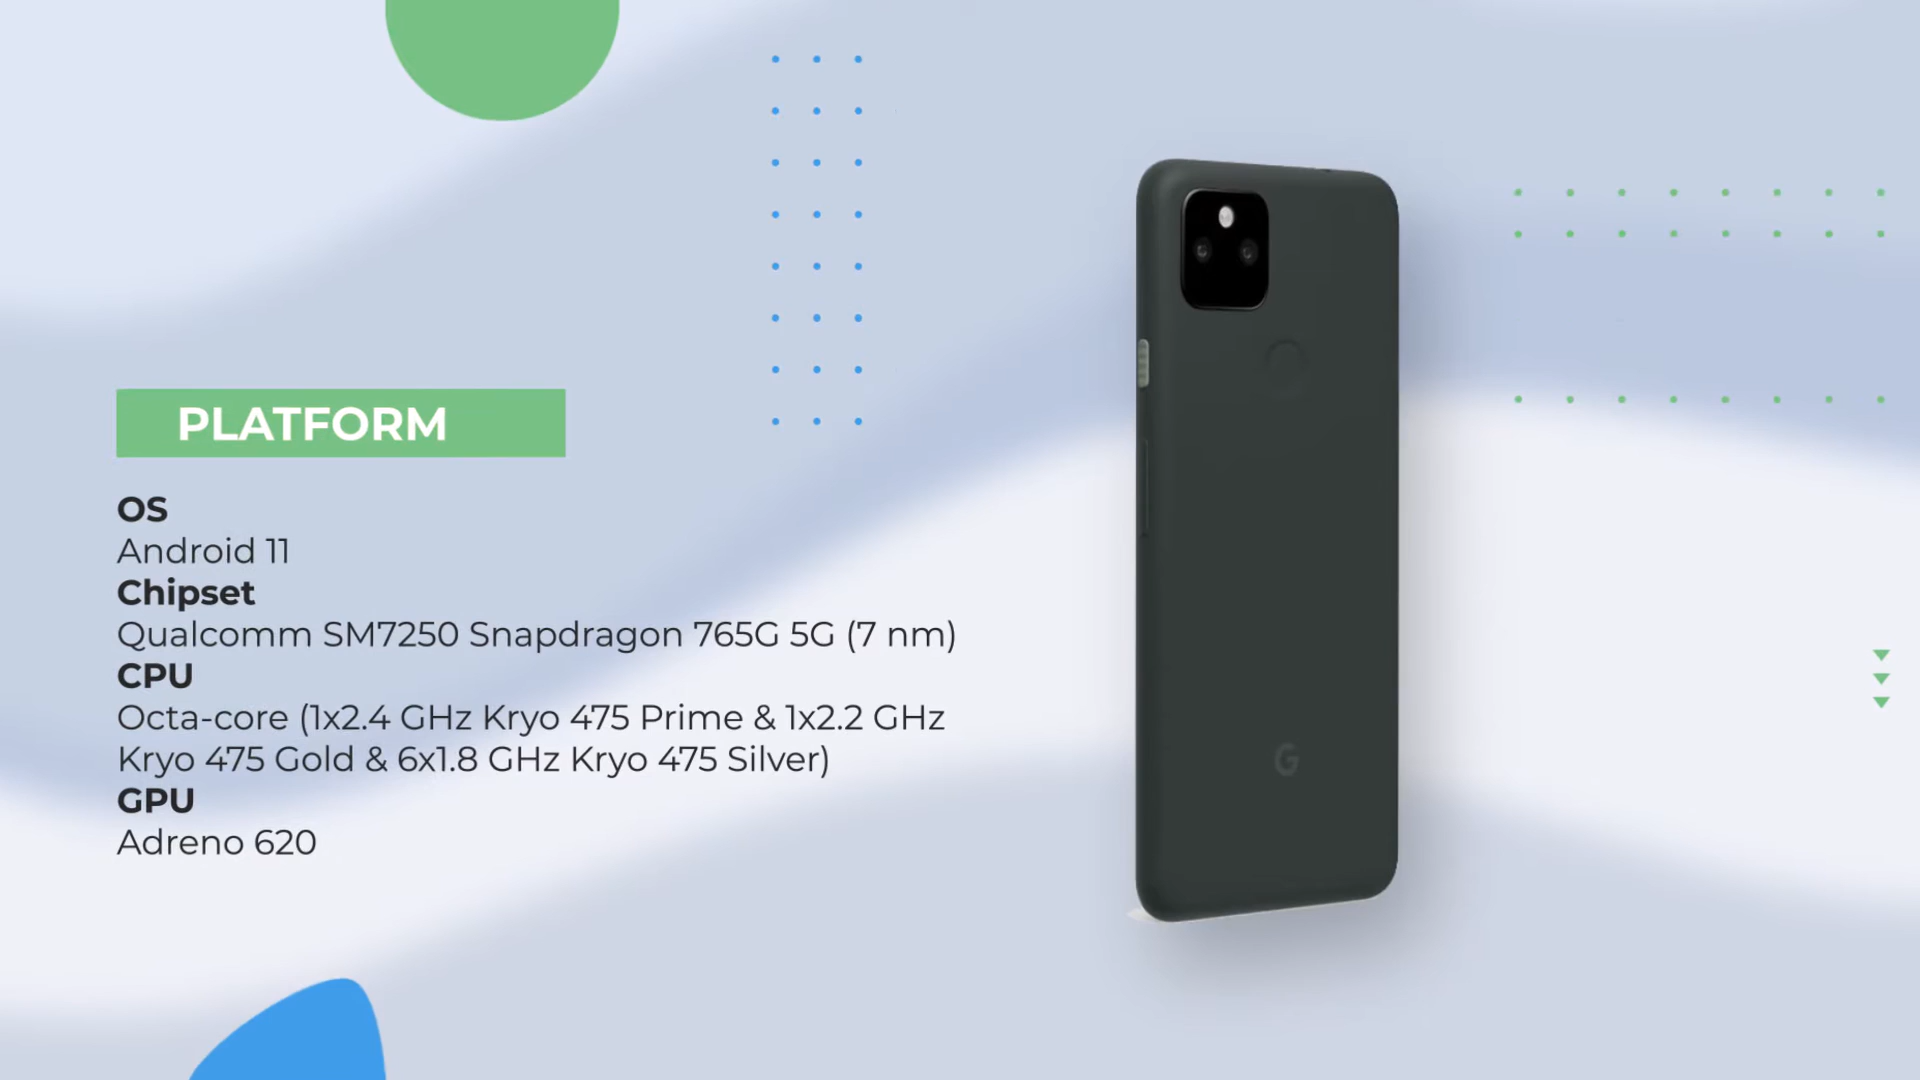 PLATFORM
OS
Android 11
Chipset
Qualcomm SM7250 Snapdragon 765G 5G (7 nm)
CPU
Octa-core (1x2.4 GHz Kryo 475 Prime & 1x2.2 GHz
Kryo 475 Gold & 6x1.8 GHz Kryo 475 Silver)
GPU
Adreno 620
G